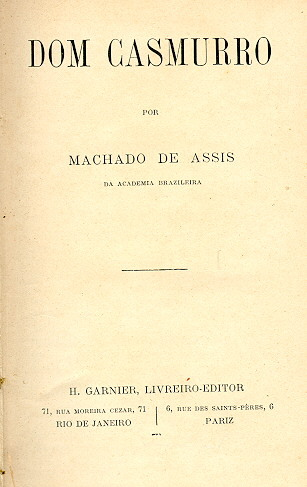 DOM CASMURRO
POR
MACHADO DE ASSIS
DA ACADEMIA BRAZILEIRA
H. GARNIER, LIVREIRO-EDITOR
71, RUA MOREIRA CEZAR, 71
RIO DE JANEIRO
6, RUE DES SAINTS-PÈRES, 6
PARIZ